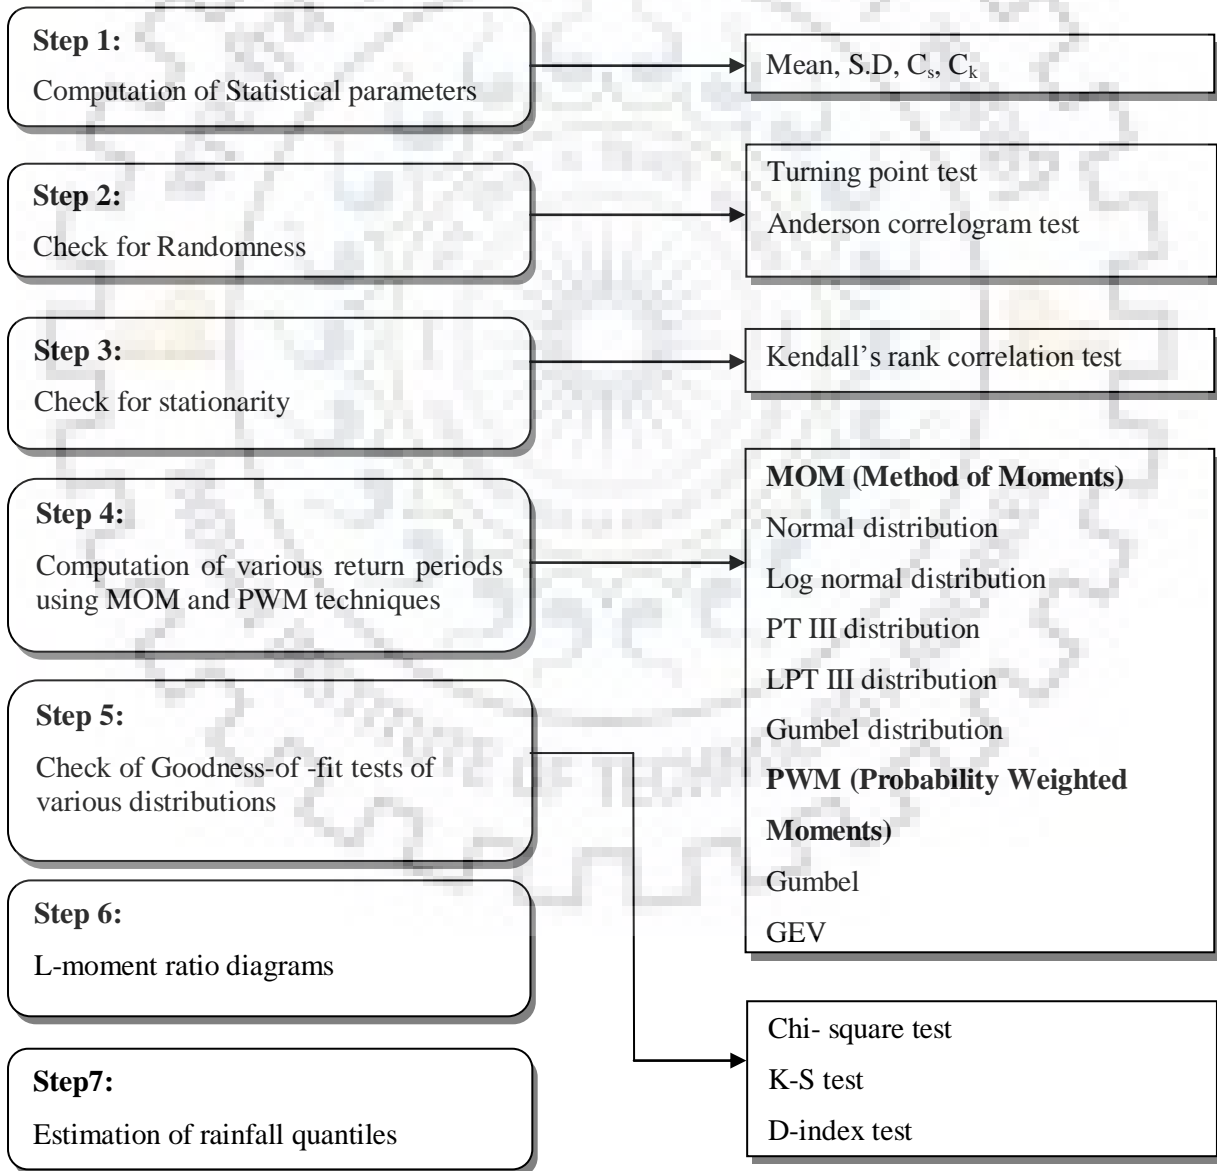 Step 1:
Computation of Statistical parameters
Mean, S.D, Cs, Ck
Step 2:
Check for Randomness
Turning point test
Anderson correlogram test
Step 3:
Check for stationarity
Kendall’s rank correlation test
Step 4:
Computation of various return periods
using MOM and PWM techniques
MOM (Method of Moments)
Normal distribution
Log normal distribution
PT III distribution
LPT III distribution
Gumbel distribution
PWM (Probability Weighted
Moments)
Gumbel
GEV
Step 5:
Check of Goodness-of -fit tests of
various distributions
Chi- square test
K-S test
D-index test
Step 6:
L-moment ratio diagrams
Step7:
Estimation of rainfall quantiles